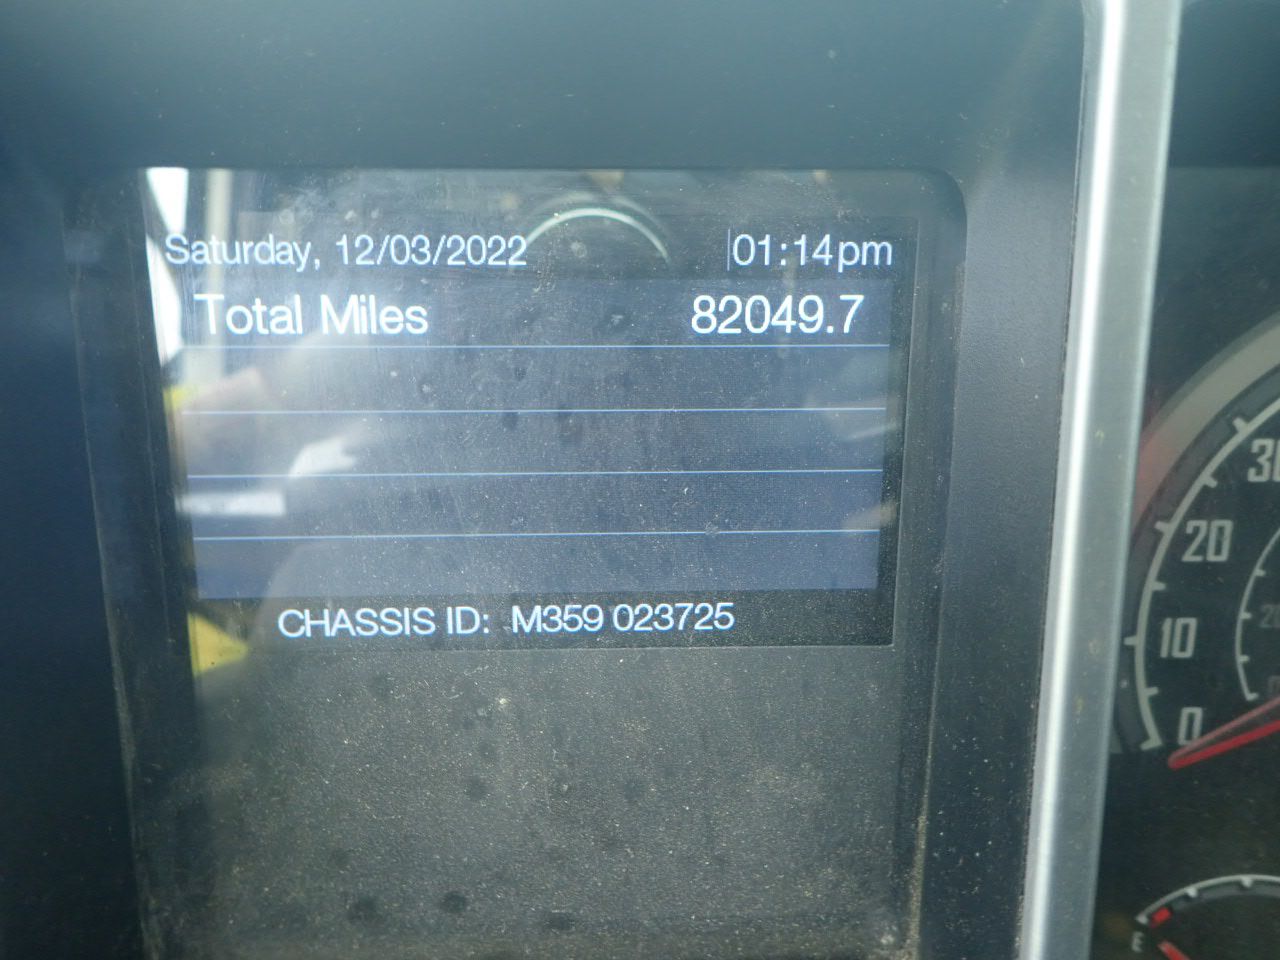 Saturday, 12/03/2022 01:14pm
Total Miles 82049.7
CHASSIS ID: M359 023725
30
20
10
0
E